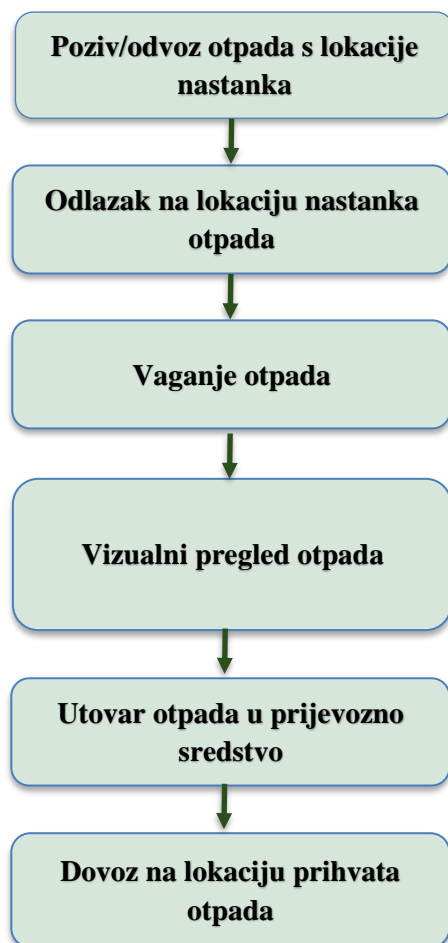 Poziv/odvoz otpada s lokacije
nastanka
Odlazak na lokaciju nastanka
otpada
Vaganje otpada
Vizualni pregled otpada
Utovar otpada u prijevozno
sredstvo
Dovoz na lokaciju prihvata
otpada